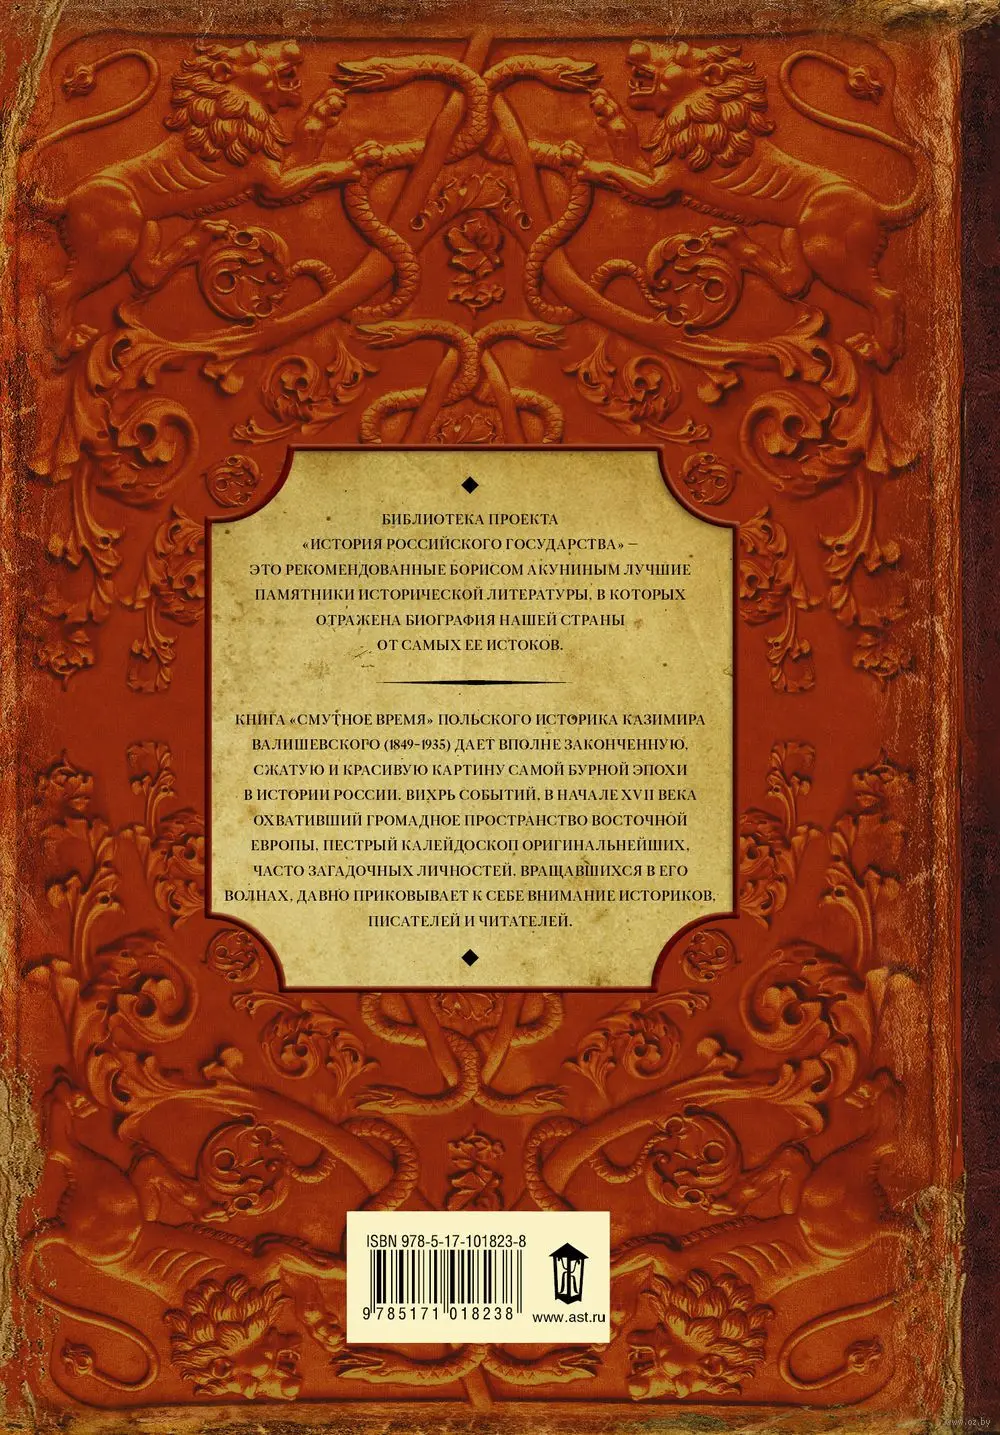 БИБЛИОТЕКА ПРОЕКТА
«ИСТОРИЯ РОССИЙСКОГО ГОСУДАРСТВА» –
ЭТО РЕКОМЕНДОВАННЫЕ БОРИСОМ АКУНИНЫМ ЛУЧШИЕ
ПАМЯТНИКИ ИСТОРИЧЕСКОЙ ЛИТЕРАТУРЫ, В КОТОРЫХ
ОТРАЖЕНА БИОГРАФИЯ НАШЕЙ СТРАНЫ
ОТ САМЫХ ЕЕ ИСТОКОВ.
КНИГА «СМУТНОЕ ВРЕМЯ» ПОЛЬСКОГО ИСТОРИКА КАЗИМИРА
ВАЛИШЕВСКОГО (1849–1935) ДАЕТ ВПОЛНЕ ЗАКОНЧЕННУЮ,
СЖАТУЮ И КРАСИВУЮ КАРТИНУ САМОЙ БУРНОЙ ЭПОХИ
В ИСТОРИИ РОССИИ. ВИХРЬ СОБЫТИЙ, В НАЧАЛЕ XVII ВЕКА
ОХВАТИВШИЙ ГРОМАДНОЕ ПРОСТРАНСТВО ВОСТОЧНОЙ
ЕВРОПЫ, ПЕСТРЫЙ КАЛЕЙДОСКОП ОРИГИНАЛЬНЕЙШИХ,
ЧАСТО ЗАГАДОЧНЫХ ЛИЧНОСТЕЙ, ВРАЩАВШИХСЯ В ЕГО
ВОЛНАХ, ДАВНО ПРИКОВЫВАЕТ К СЕБЕ ВНИМАНИЕ ИСТОРИКОВ,
ПИСАТЕЛЕЙ И ЧИТАТЕЛЕЙ.
ISBN 978-5-17-101823-8
9 785171 018238
www.ast.ru
www.oz.by